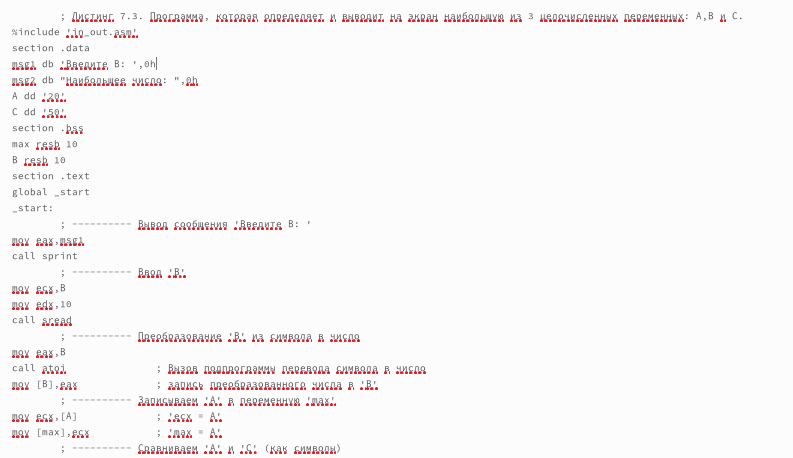 ; Листинг 7.3. Программа, которая определяет и выводит на экран наибольшую из 3 целочисленных переменных: A,B и C.
%include 'in_out.asm'
section .data
msg1 db 'Введите B: ',0h
msg2 db "Наибольшее число: ",0h
A dd '20'
C dd '50'
section .bss
max resb 10
B resb 10
section .text
global _start
_start:
; ---------- Вывод сообщения 'Введите B: '
mov eax,msg1
call sprint
; ---------- Ввод 'B'
mov ecx,B
mov edx,10
call sread
; ---------- Преобразование 'B' из символа в число
mov eax,B
call atoi ; Вызов подпрограммы перевода символа в число
mov [B],eax ; запись преобразованного числа в 'B'
; ---------- Записываем 'A' в переменную 'max'
mov ecx,[A] ; 'ecx = A'
mov [max],ecx ; 'max = A'
; ---------- Сравниваем 'A' и 'C' (как символы)